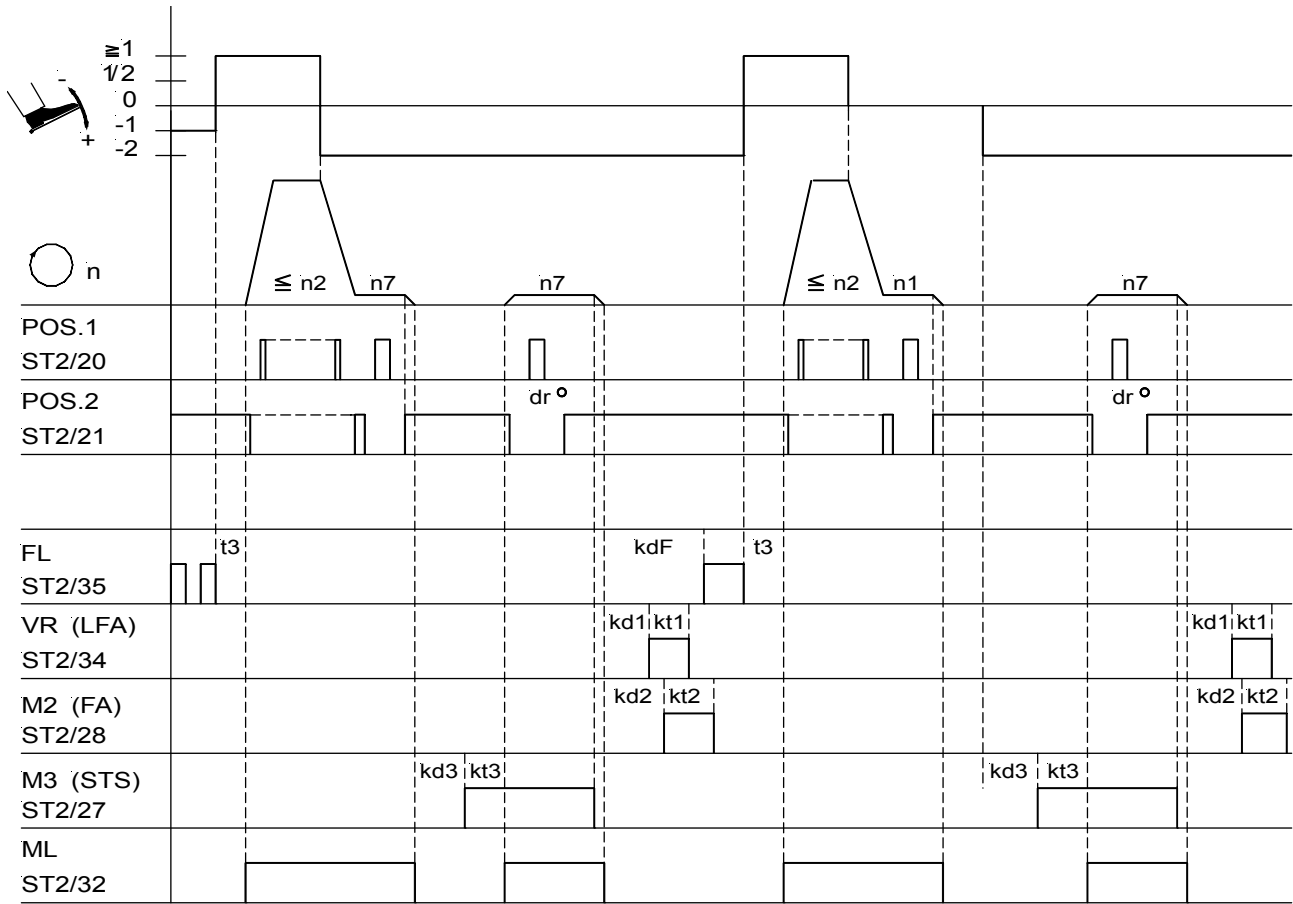 ≧1
1/2
0
-1
-2
-
+
n
≦ n2 n7 n7 ≦ n2 n1 n7
POS.1
ST2/20
POS.2 dr° dr°
ST2/21
FL t3 kdF t3
ST2/35
VR (LFA) kd1 kt1 kd1 kt1
ST2/34
M2 (FA) kd2 kt2 kd2 kt2
ST2/28
M3 (STS) kd3 kt3 kd3 kt3
ST2/27
ML
ST2/32